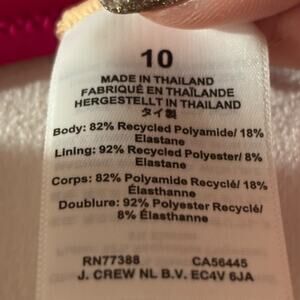 10
MADE IN THAILAND
FABRIQUÉ EN THAÏLANDE
HERGESTELLT IN THAILAND
タイ製
Body: 82% Recycled Polyamide/ 18%
Elastane
Lining: 92% Recycled Polyester/ 8%
Elastane
Corps: 82% Polyamide Recyclé/ 18%
Élasthanne
Doublure: 92% Polyester Recyclé/
8% Élasthanne
RN77388 CA56445
J. CREW NL B.V. EC4V 6JA